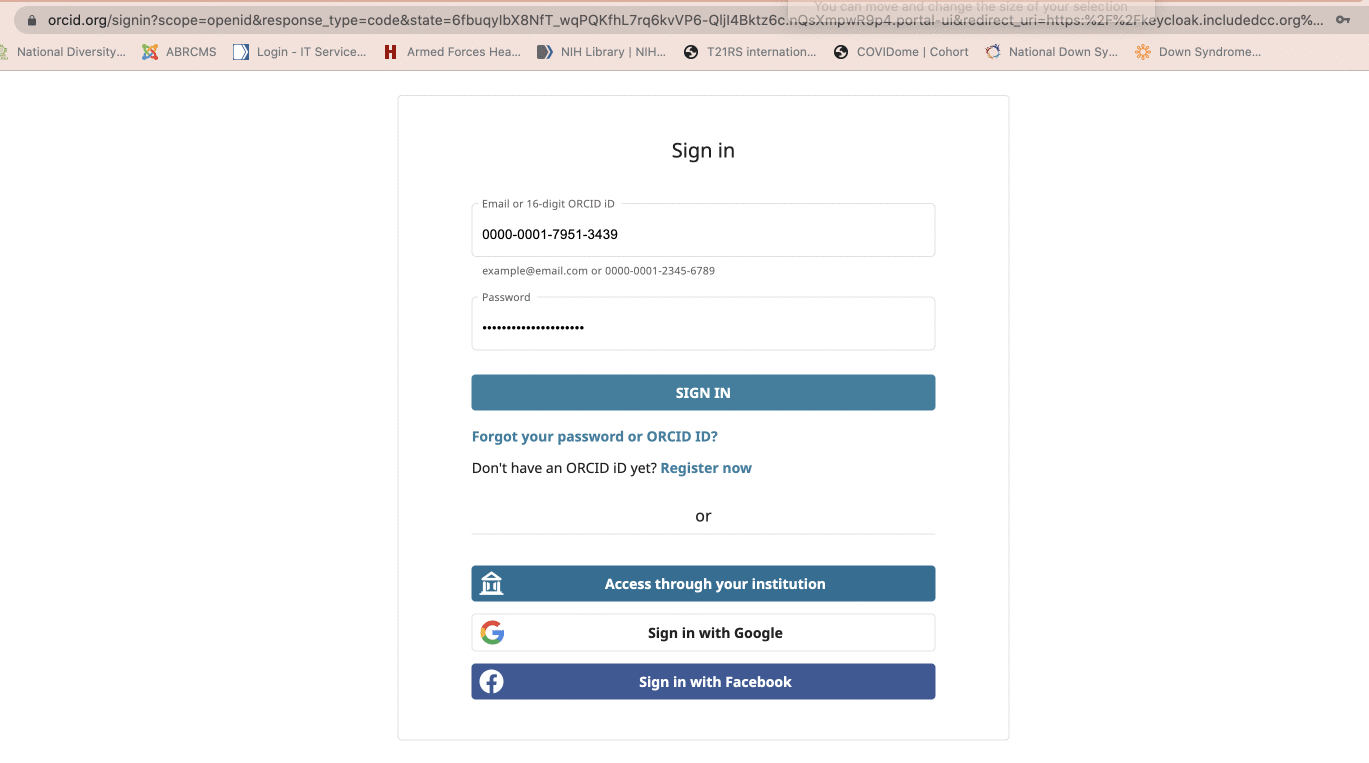 You can move and change the size of your selection
orcid.org/signin?scope=openid&response_type=code&state=6fbuqyIbX8NfT_wqPQKfhL7rq6kvVP6-QljI4Bktz6c.nQsXmpwR9p4.portal-ui&redirect_uri=https:%2F%2Fkeycloak.includedcc.org%...
National Diversity... ABRCMS Login - IT Service... Armed Forces Hea... NIH Library | NIH... T21RS internation... COVIDome | Cohort National Down Sy... Down Syndrome...
Sign in
Email or 16-digit ORCID iD
0000-0001-7951-3439
example@email.com or 0000-0001-2345-6789
Password
•••••••••••••••••••••
SIGN IN
Forgot your password or ORCID ID?
Don't have an ORCID iD yet? Register now
or
Access through your institution
Sign in with Google
Sign in with Facebook